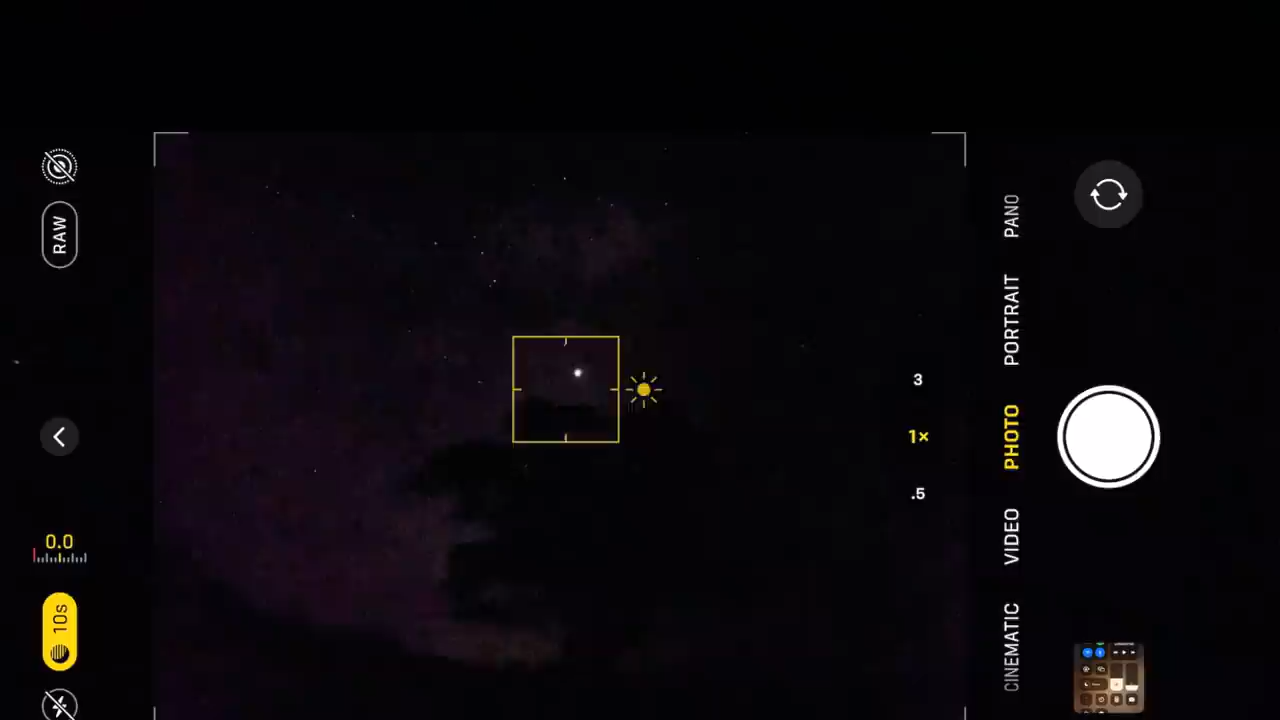 RAW
0.0
10s
3
1×
.5
PANO
PORTRAIT
PHOTO
VIDEO
CINEMATIC